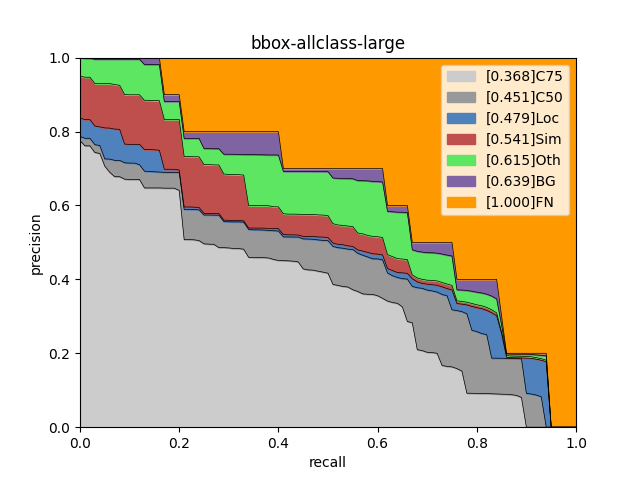 bbox-allclass-large
1.0
0.8
0.6
0.4
0.2
0.0
precision
[0.368]C75
[0.451]C50
[0.479]Loc
[0.541]Sim
[0.615]Oth
[0.639]BG
[1.000]FN
0.0 0.2 0.4 0.6 0.8 1.0
recall